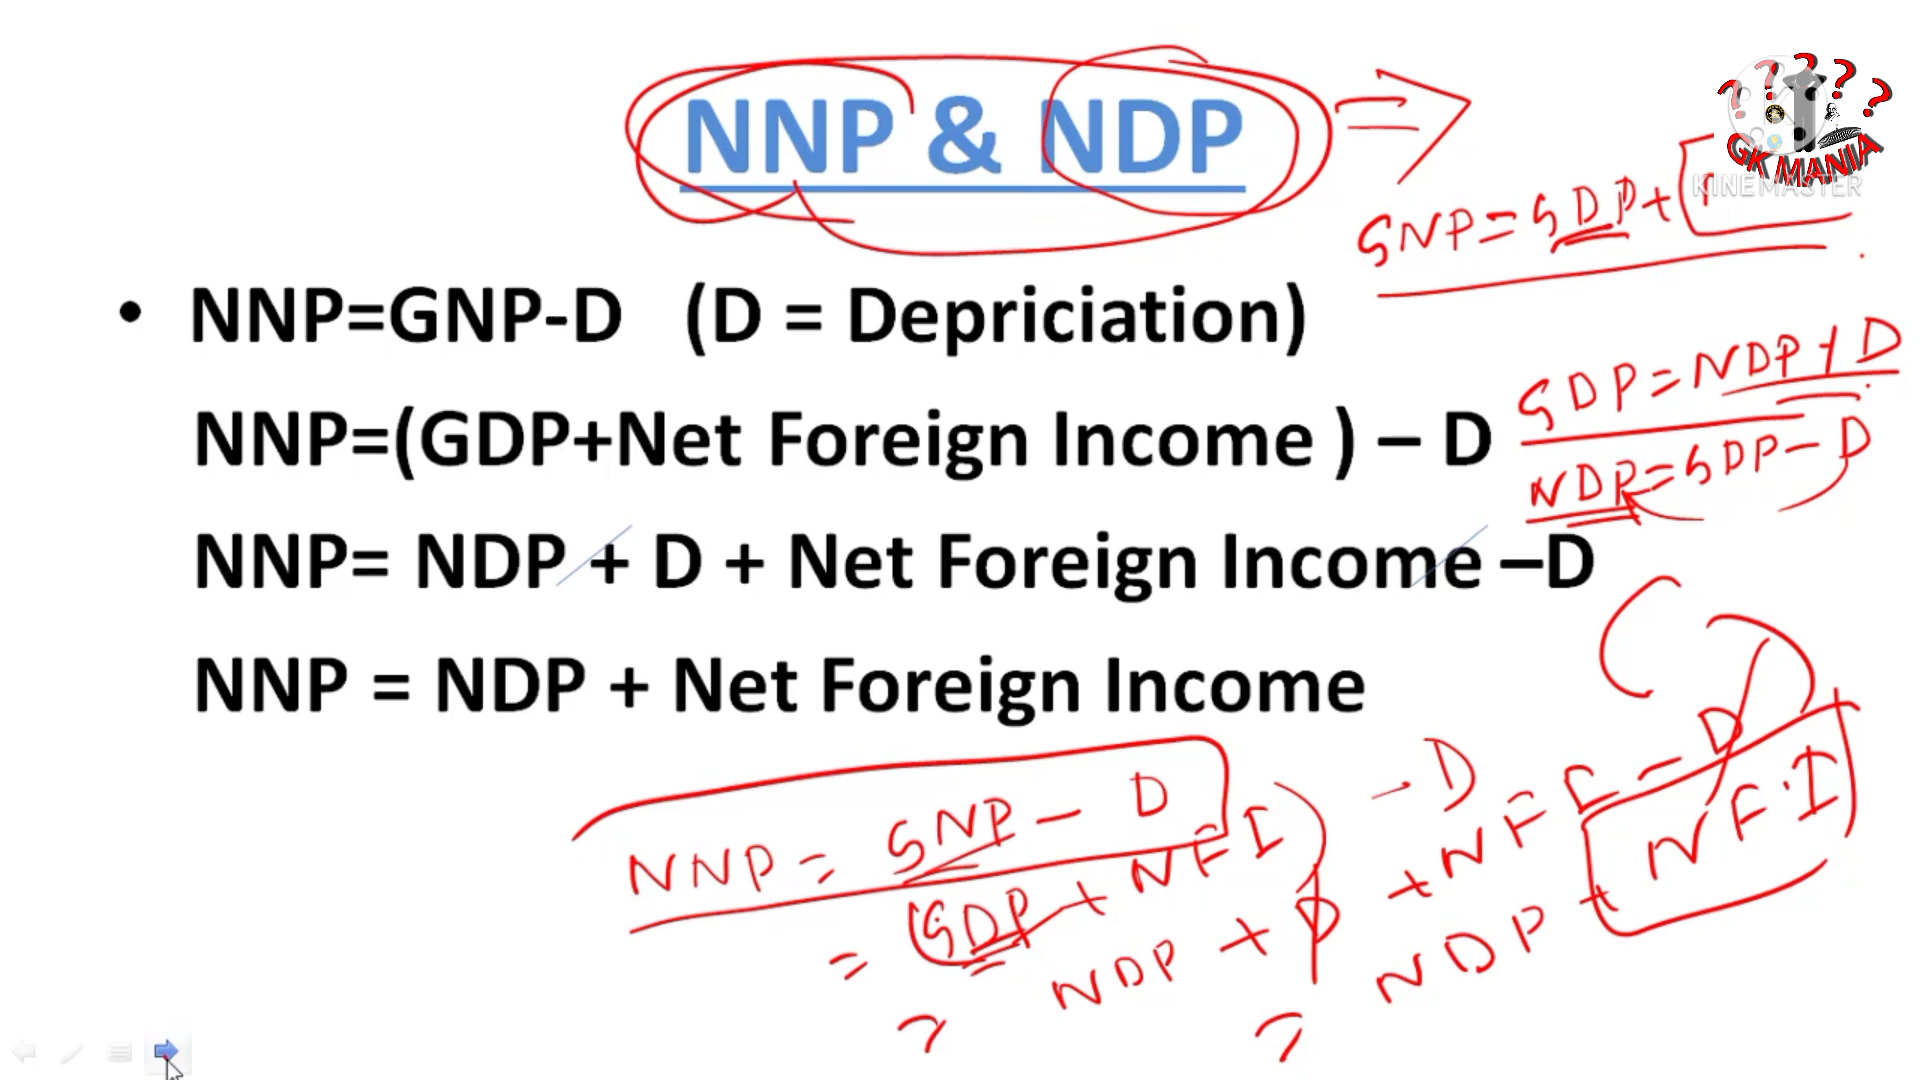 NNP & NDP
? ? ? ? ?
GK MANIA
KINEMASTER
GNP = GDP +
• NNP=GNP-D (D = Depriciation)
GDP = NDP + D
NNP=(GDP+Net Foreign Income ) – D
NDP = GDP - D
NNP= NDP + D + Net Foreign Income –D
NNP = NDP + Net Foreign Income
NNP = GNP - D
= (GDP + NFI) - D
= NDP + D + NFI - D
= NDP + NF.I